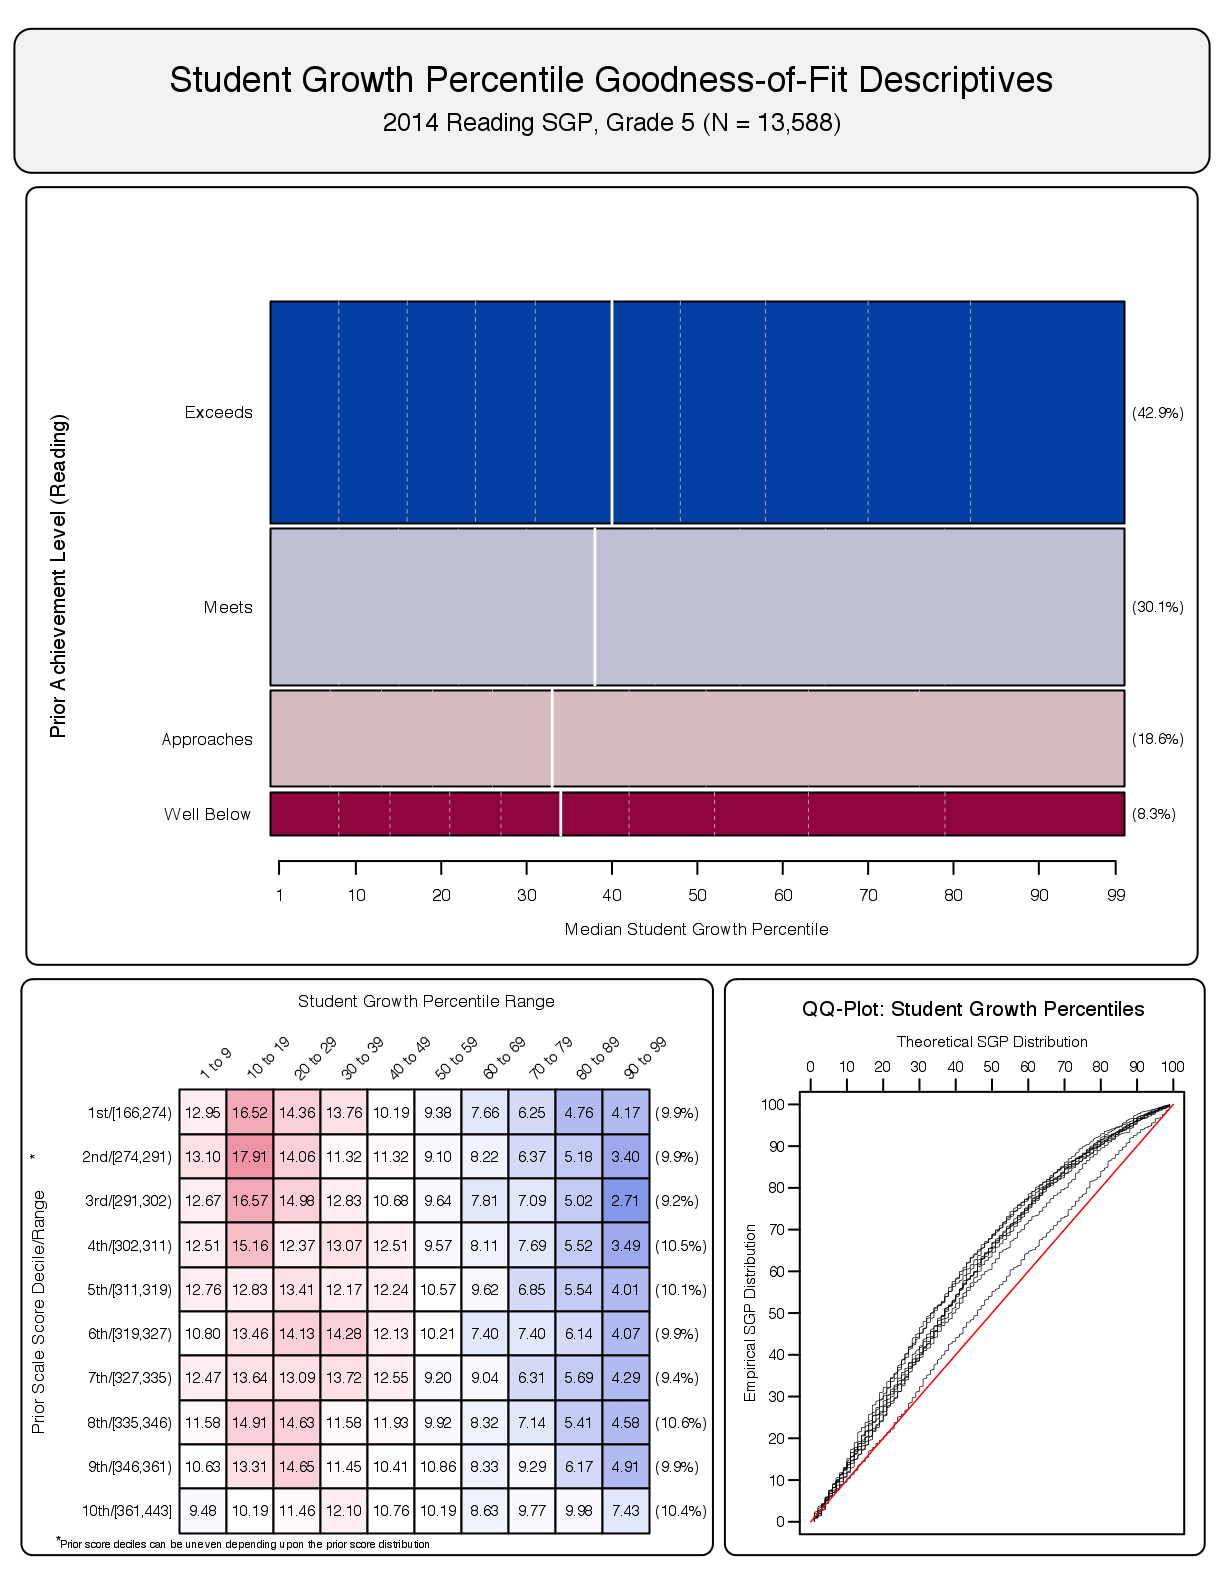 Student Growth Percentile Goodness-of-Fit Descriptives
2014 Reading SGP, Grade 5 (N = 13,588)
Prior Achievement Level (Reading)
Exceeds (42.9%)
Meets (30.1%)
Approaches (18.6%)
Well Below (8.3%)
1 10 20 30 40 50 60 70 80 90 99
Median Student Growth Percentile
Student Growth Percentile Range
1 to 9 10 to 19 20 to 29 30 to 39 40 to 49 50 to 59 60 to 69 70 to 79 80 to 89 90 to 99
Prior Scale Score Decile/Range *
1st/[166,274) 12.95 16.52 14.36 13.76 10.19 9.38 7.66 6.25 4.76 4.17 (9.9%)
2nd/[274,291) 13.10 17.91 14.06 11.32 11.32 9.10 8.22 6.37 5.18 3.40 (9.9%)
3rd/[291,302) 12.67 16.57 14.98 12.83 10.68 9.64 7.81 7.09 5.02 2.71 (9.2%)
4th/[302,311) 12.51 15.16 12.37 13.07 12.51 9.57 8.11 7.69 5.52 3.49 (10.5%)
5th/[311,319) 12.76 12.83 13.41 12.17 12.24 10.57 9.62 6.85 5.54 4.01 (10.1%)
6th/[319,327) 10.80 13.46 14.13 14.28 12.13 10.21 7.40 7.40 6.14 4.07 (9.9%)
7th/[327,335) 12.47 13.64 13.09 13.72 12.55 9.20 9.04 6.31 5.69 4.29 (9.4%)
8th/[335,346) 11.58 14.91 14.63 11.58 11.93 9.92 8.32 7.14 5.41 4.58 (10.6%)
9th/[346,361) 10.63 13.31 14.65 11.45 10.41 10.86 8.33 9.29 6.17 4.91 (9.9%)
10th/[361,443] 9.48 10.19 11.46 12.10 10.76 10.19 8.63 9.77 9.98 7.43 (10.4%)
*Prior score deciles can be uneven depending upon the prior score distribution
QQ-Plot: Student Growth Percentiles
Theoretical SGP Distribution
0 10 20 30 40 50 60 70 80 90 100
Empirical SGP Distribution
100
90
80
70
60
50
40
30
20
10
0